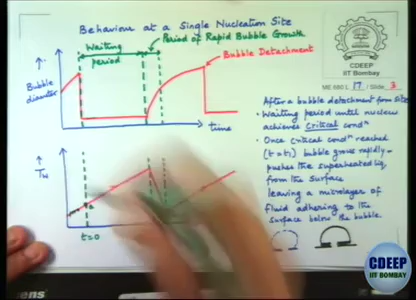 Behaviour at a Single Nucleation Site
Waiting period
Period of Rapid Bubble Growth
Bubble Detachment
Bubble diameter
time
CDEEP
IIT Bombay
ME 680 L 17 / Slide 3
After a bubble detachment from site
• Waiting period until nucleus
achieves critical condn
• Once critical condn reached
(t = t1) bubble grows rapidly -
pushes the superheated liq.
from the surface
leaving a microlayer of
fluid adhering to the
surface below the bubble
Tw
t=0
CDEEP
IIT BOMBAY